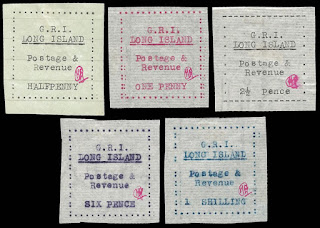 G.R.I.
LONG ISLAND
Postage &
Revenue
HALFPENNY
G.R.I.
LONG ISLAND
Postage &
Revenue
ONE PENNY
G.R.I.
LONG ISLAND
Postage &
Revenue
2½ Pence
G.R.I.
LONG ISLAND
Postage &
Revenue
SIX PENCE
G.R.I.
LONG ISLAND
Postage &
Revenue
1 SHILLING